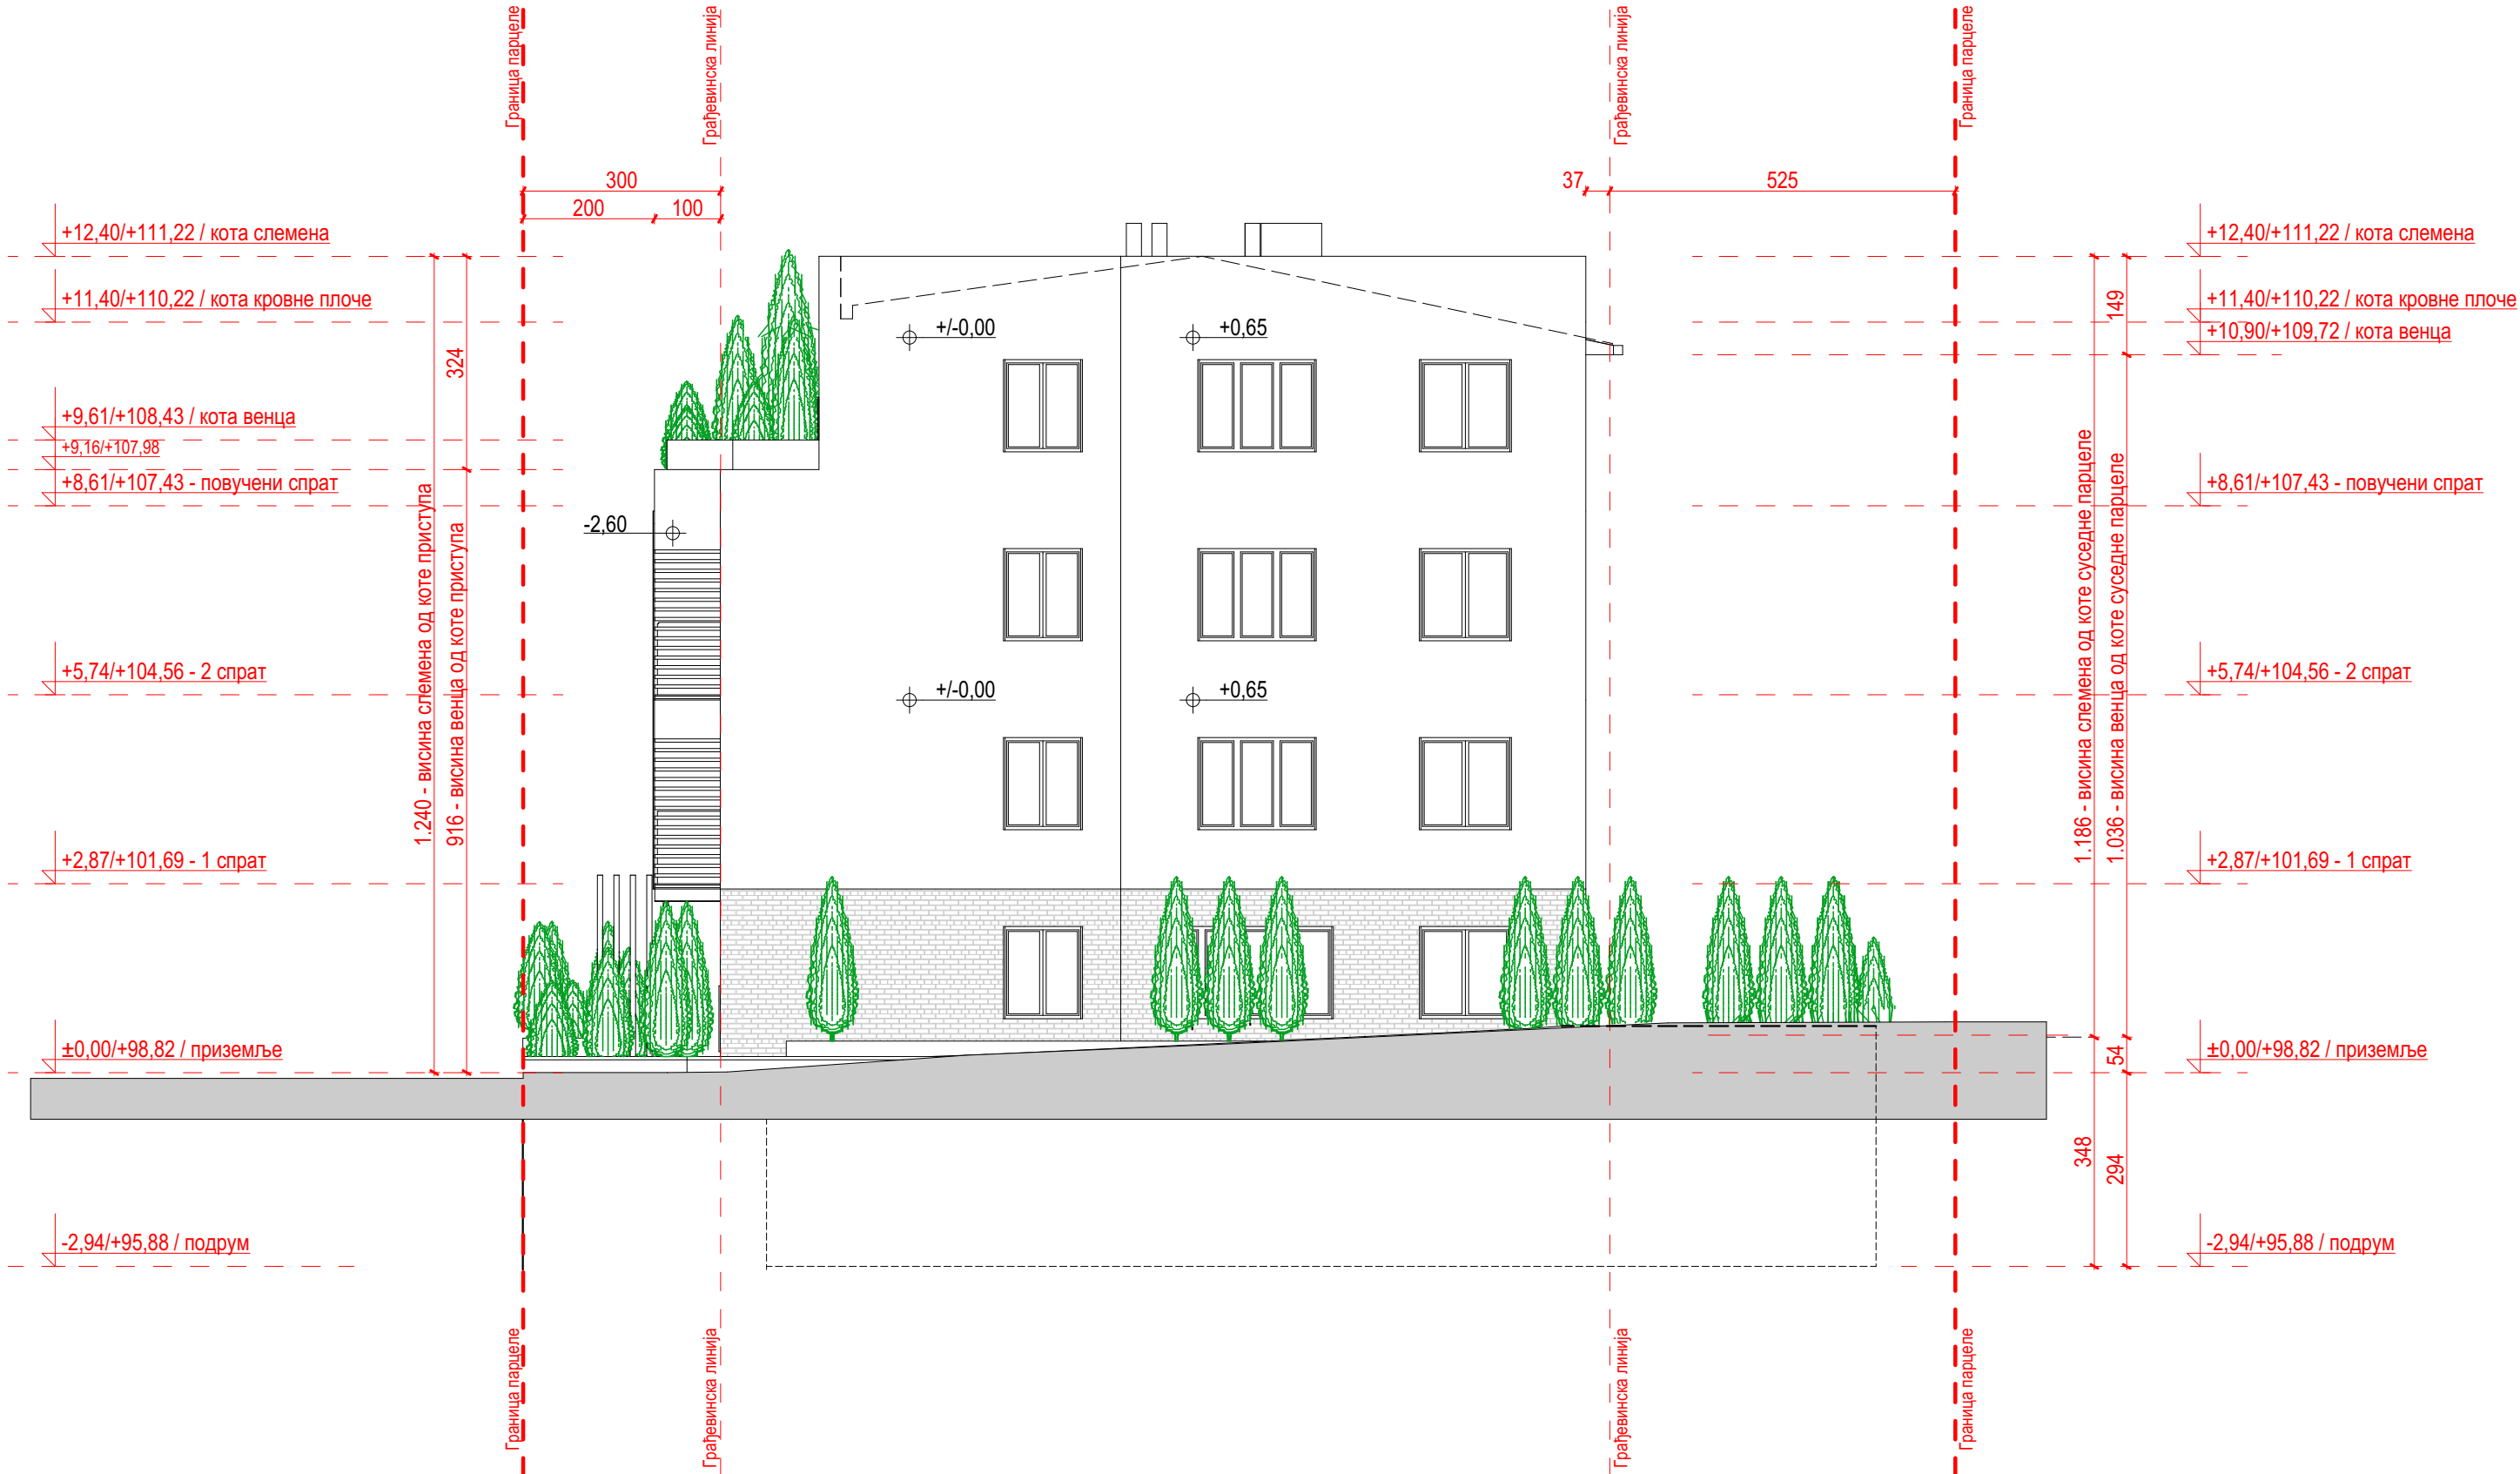 Граница парцеле
Грађевинска линија
Грађевинска линија
Граница парцеле
300
200
100
37
525
+12,40/+111,22 / кота слемена
+11,40/+110,22 / кота кровне плоче
+9,61/+108,43 / кота венца
+9,16/+107,98
+8,61/+107,43 - повучени спрат
+5,74/+104,56 - 2 спрат
+2,87/+101,69 - 1 спрат
±0,00/+98,82 / приземље
-2,94/+95,88 / подрум
1.240 - висина слемена од коте приступа
324
916 - висина венца од коте приступа
+/-0,00
+0,65
-2,60
+/-0,00
+0,65
1.186 - висина слемена од коте суседне парцеле
149
1.036 - висина венца од коте суседне парцеле
54
348
294
+12,40/+111,22 / кота слемена
+11,40/+110,22 / кота кровне плоче
+10,90/+109,72 / кота венца
+8,61/+107,43 - повучени спрат
+5,74/+104,56 - 2 спрат
+2,87/+101,69 - 1 спрат
±0,00/+98,82 / приземље
-2,94/+95,88 / подрум
Граница парцеле
Грађевинска линија
Грађевинска линија
Граница парцеле